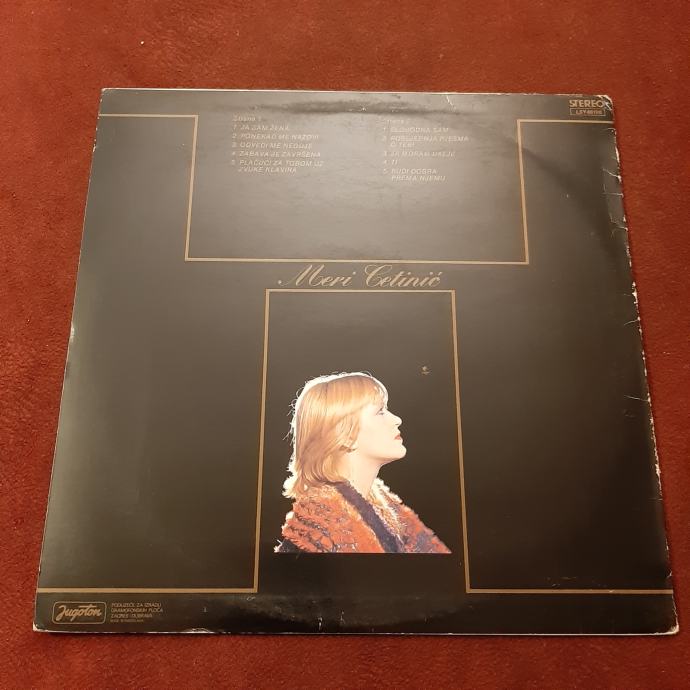 STEREO
Strana 1
1. JA SAM ŽENA
2. PONEKAD ME NAZOVI
3. ODVEDI ME NEGDJE
4. ZABAVA JE ZAVRŠENA
5. PLAČUĆI ZA TOBOM UZ
ZVUKE KLAVIRA
1. SLOBODNA SAM
2. POSLJEDNJA PJESMA
O TEBI
3. JA MORAM DALJE
4. TI
5. BUDI DOBRA
PREMA NJEMU
Meri Cetinić
Jugoton
PODUZEĆE ZA IZRADU
GRAMOFONSKIH PLOČA
ZAGREB - DUBRAVA